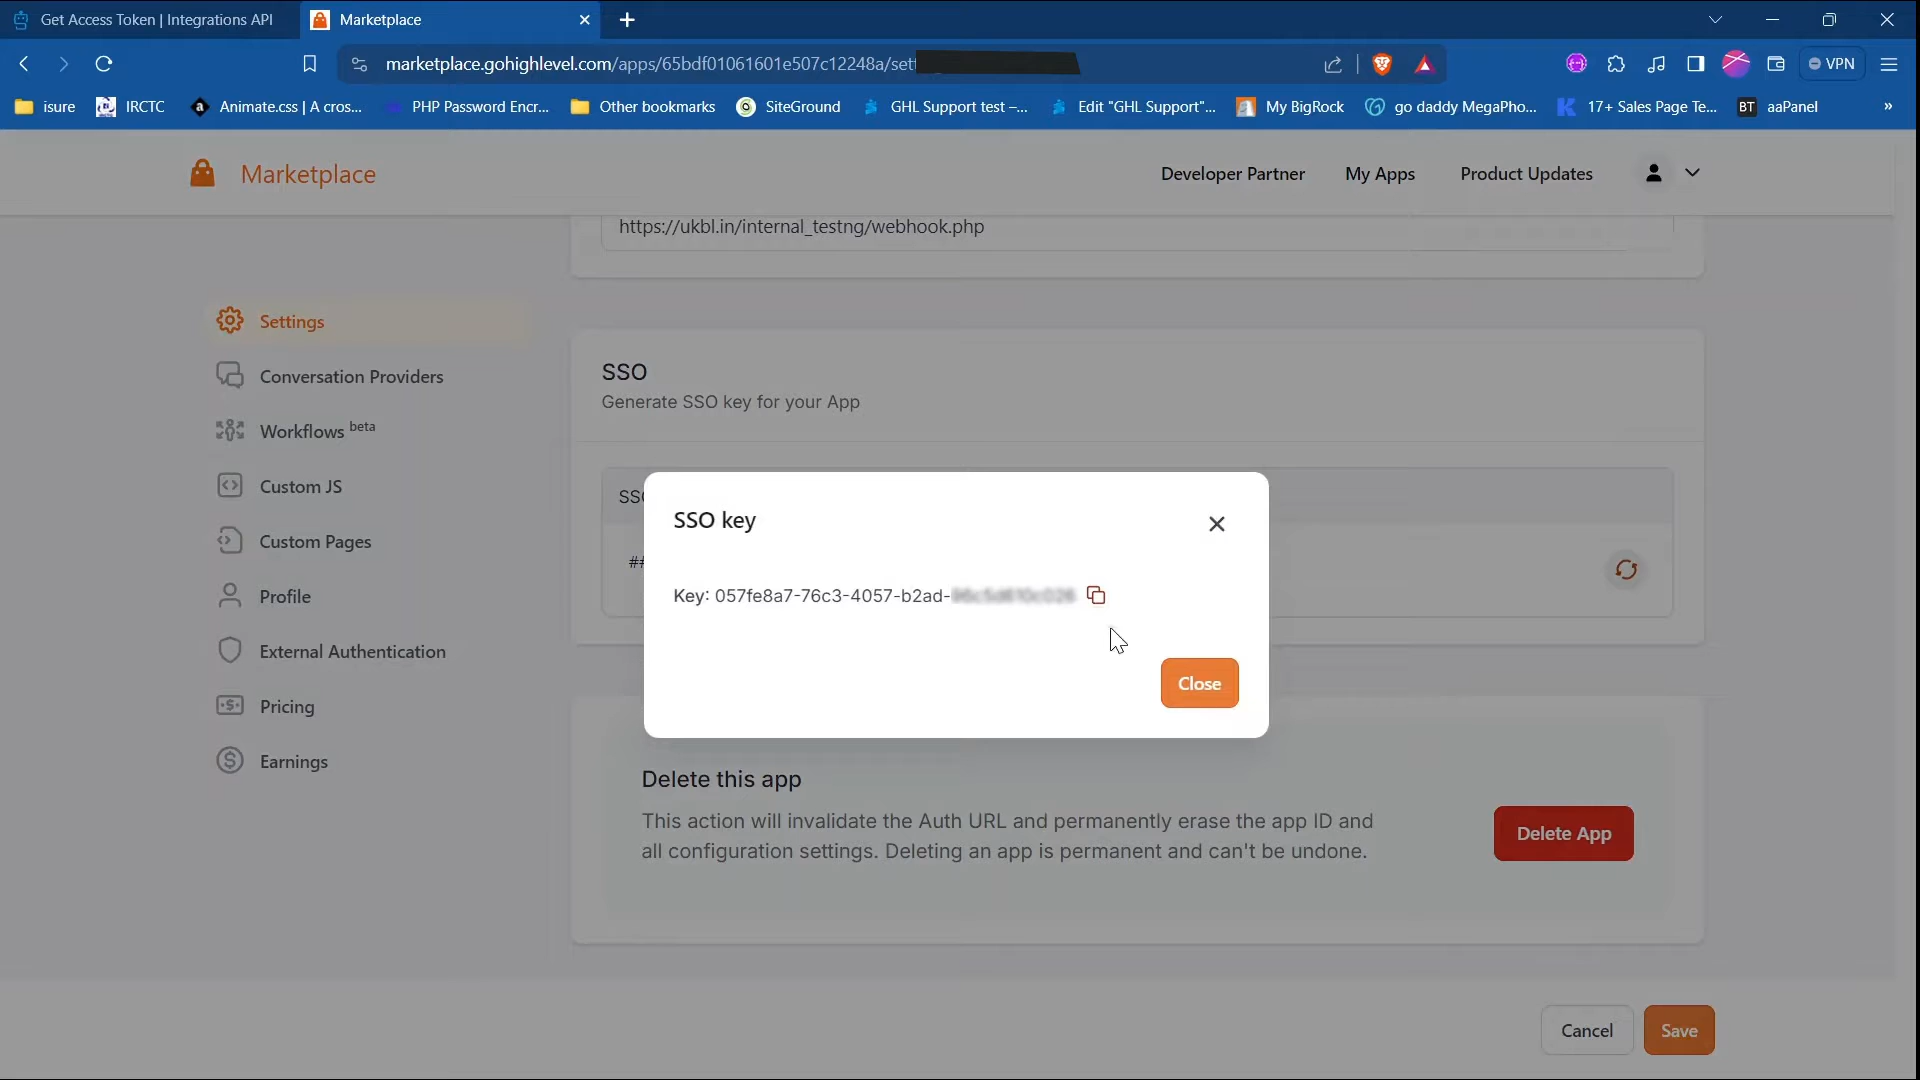 Get Access Token | Integrations API
Marketplace
marketplace.gohighlevel.com/apps/65bdf01061601e507c12248a/sett
VPN
isure
IRCTC
Animate.css | A cros...
PHP Password Encr...
Other bookmarks
SiteGround
GHL Support test –...
Edit "GHL Support"...
My BigRock
go daddy MegaPho...
17+ Sales Page Te...
BT
aaPanel
»
Marketplace
Developer Partner
My Apps
Product Updates
https://ukbl.in/internal_testng/webhook.php
Settings
Conversation Providers
Workflows beta
Custom JS
Custom Pages
Profile
External Authentication
Pricing
Earnings
SSO
Generate SSO key for your App
SSO key
Key: 057fe8a7-76c3-4057-b2ad-
Close
Delete this app
This action will invalidate the Auth URL and permanently erase the app ID and
all configuration settings. Deleting an app is permanent and can't be undone.
Delete App
Cancel
Save